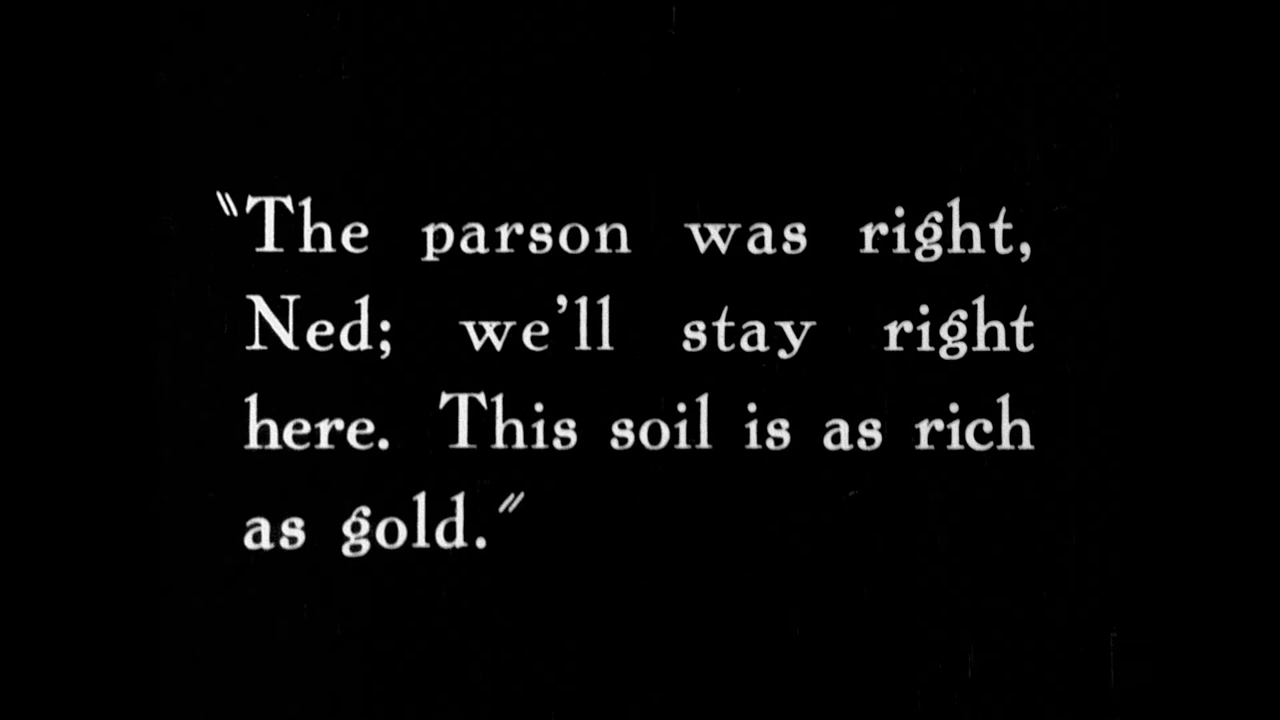 "The parson was right,
Ned; we'll stay right
here. This soil is as rich
as gold."